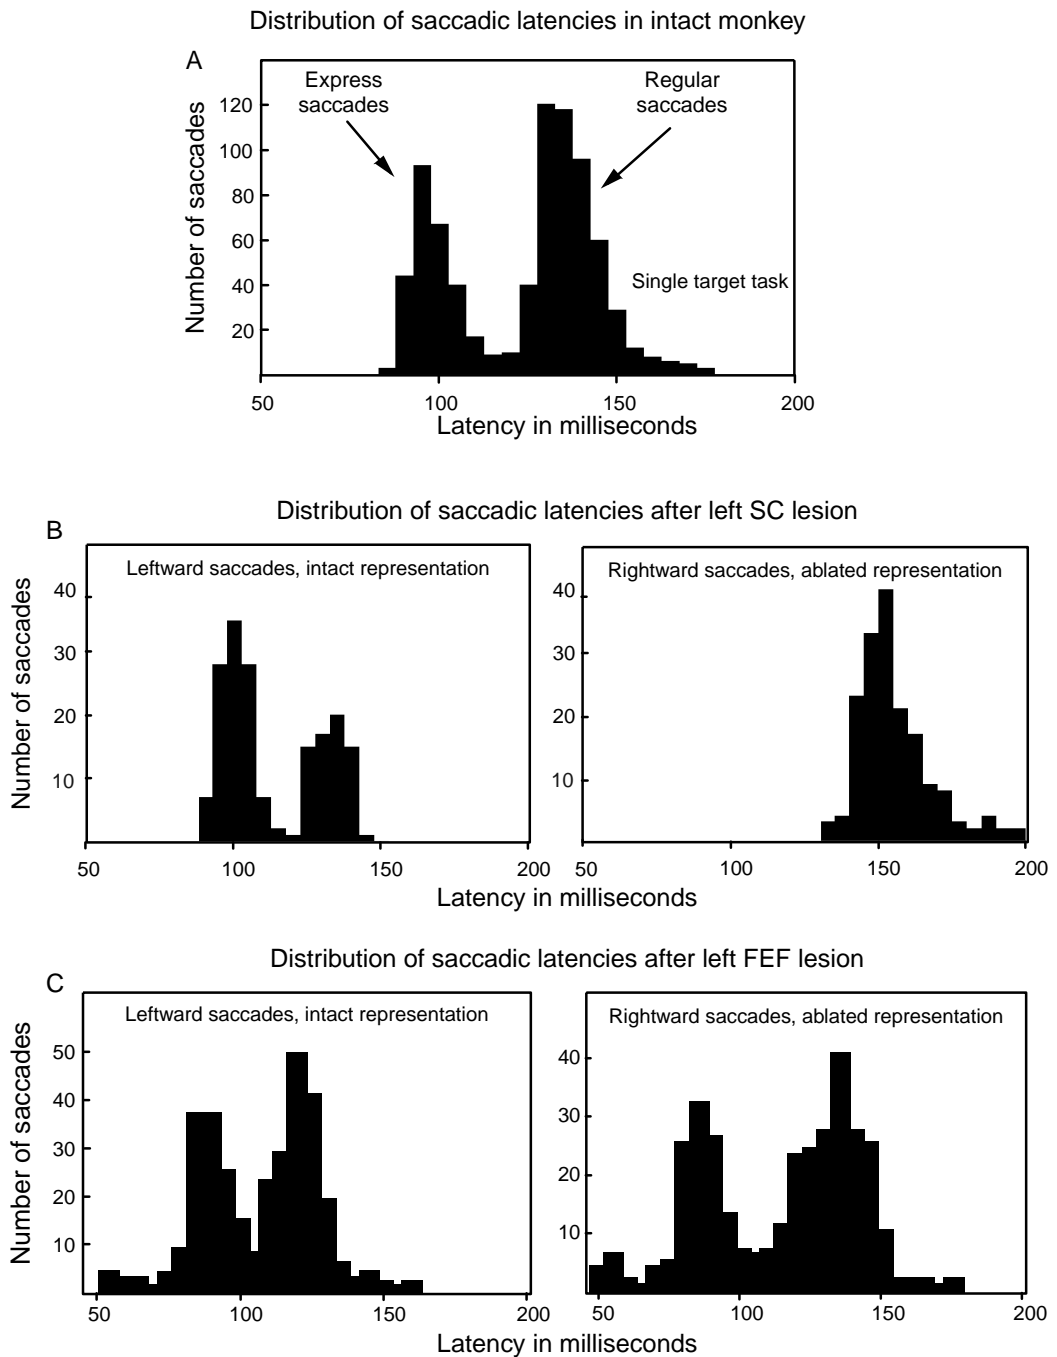 Distribution of saccadic latencies in intact monkey
A
Express
saccades
Regular
saccades
Number of saccades
120
100
80
60
40
20
Single target task
50
100
150
200
Latency in milliseconds
Distribution of saccadic latencies after left SC lesion
B
Leftward saccades, intact representation
Number of saccades
40
30
20
10
50
100
150
200
Rightward saccades, ablated representation
40
30
20
10
50
100
150
200
Latency in milliseconds
Distribution of saccadic latencies after left FEF lesion
C
Leftward saccades, intact representation
Number of saccades
50
40
30
20
10
50
100
150
200
Rightward saccades, ablated representation
40
30
20
10
50
100
150
200
Latency in milliseconds